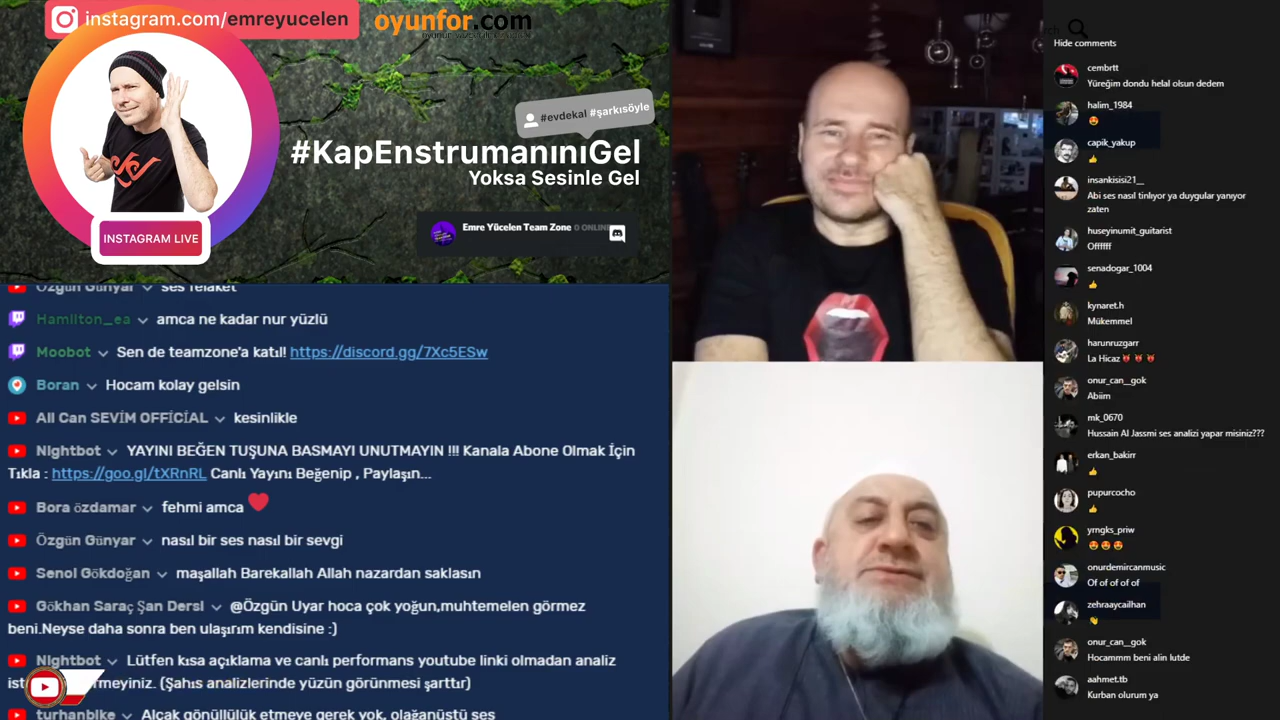 instagram.com/emreyucelen
oyunfor.com
#evdekal #şarkısöyle
#KapEnstrumanınıGel
Yoksa Sesinle Gel
Emre Yücelen Team Zone 0 ONLINE
INSTAGRAM LIVE
Özgün Günyar ses felaket
Hamilton_ea amca ne kadar nur yüzlü
Moobot Sen de teamzone'a katıl! https://discord.gg/7Xc5ESw
Boran Hocam kolay gelsin
Ali Can SEVİM OFFİCİAL kesinlikle
Nightbot YAYINI BEĞEN TUŞUNA BASMAYI UNUTMAYIN !!! Kanala Abone Olmak İçin
Tıkla : https://goo.gl/tXRnRL Canlı Yayını Beğenip , Paylaşın...
Bora özdamar fehmi amca ❤
Özgün Günyar nasıl bir ses nasıl bir sevgi
Senol Gökdoğan maşallah Barekallah Allah nazardan saklasın
Gökhan Saraç Şan Dersi @Özgün Uyar hoca çok yoğun,muhtemelen görmez
beni.Neyse daha sonra ben ulaşırım kendisine :)
Nightbot Lütfen kısa açıklama ve canlı performans youtube linki olmadan analiz
(Şahıs analizlerinde yüzün görünmesi şarttır)
turhanbike Alçak gönüllülük etmeye gerek yok, olağanüstü ses
Hide comments
cembrtt
Yüreğim dondu helal olsun dedem
halim_1984
😍
capik_yakup
👍
insankisisi21__
Abi ses nasıl tınlıyor ya duygular yanıyor
zaten
huseyinumit_guitarist
Offffff
senadogar_1004
👍
kynaret.h
Mükemmel
harunruzgarr
La Hicaz 👹 👹 👹
onur_can__gok
Abiim
mk_0670
Hussain Al Jassmi ses analizi yapar misiniz???
erkan_bakirr
👍
pupurcocho
👍
yrngks_priw
😍 😍 😍
onurdemircanmusic
Of of of of of
zehraaycailhan
👏
onur_can__gok
Hocammm beni alin lutde
aahmet.tb
Kurban olurum ya